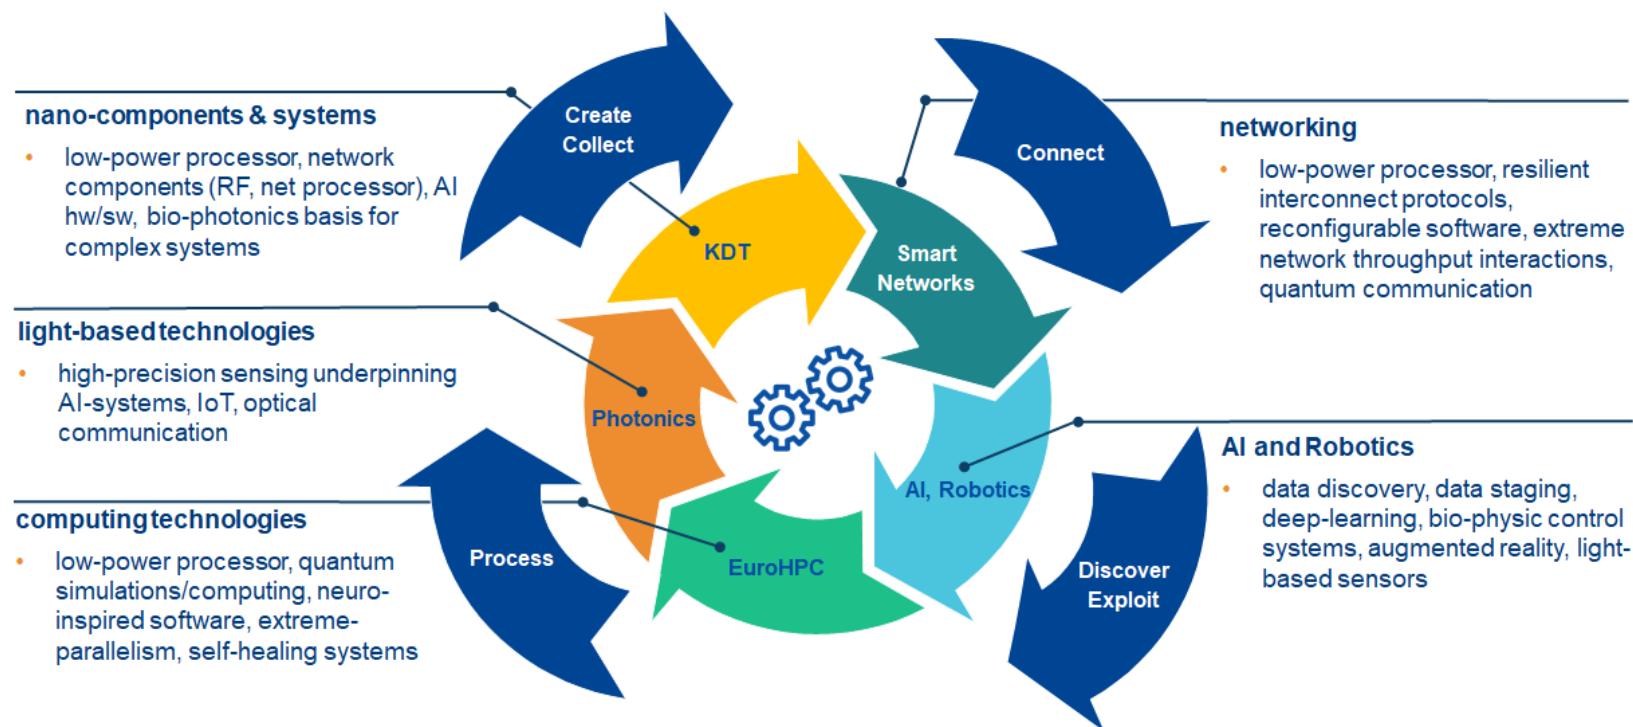 nano-components & systems
• low-power processor, network
components (RF, net processor), AI
hw/sw, bio-photonics basis for
complex systems
light-based technologies
• high-precision sensing underpinning
AI-systems, IoT, optical
communication
computing technologies
• low-power processor, quantum
simulations/computing, neuro-
inspired software, extreme-
parallelism, self-healing systems
Create
Collect
Connect
KDT
Smart
Networks
Photonics
AI, Robotics
EuroHPC
Process
Discover
Exploit
networking
• low-power processor, resilient
interconnect protocols,
reconfigurable software, extreme
network throughput interactions,
quantum communication
AI and Robotics
• data discovery, data staging,
deep-learning, bio-physic control
systems, augmented reality, light-
based sensors